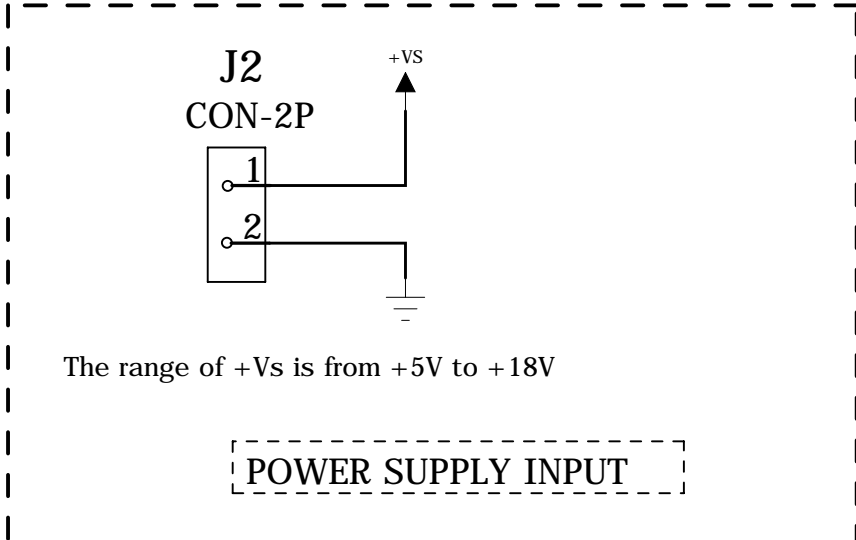 J2
+VS
CON-2P
1
2
The range of +Vs is from +5V to +18V
POWER SUPPLY INPUT